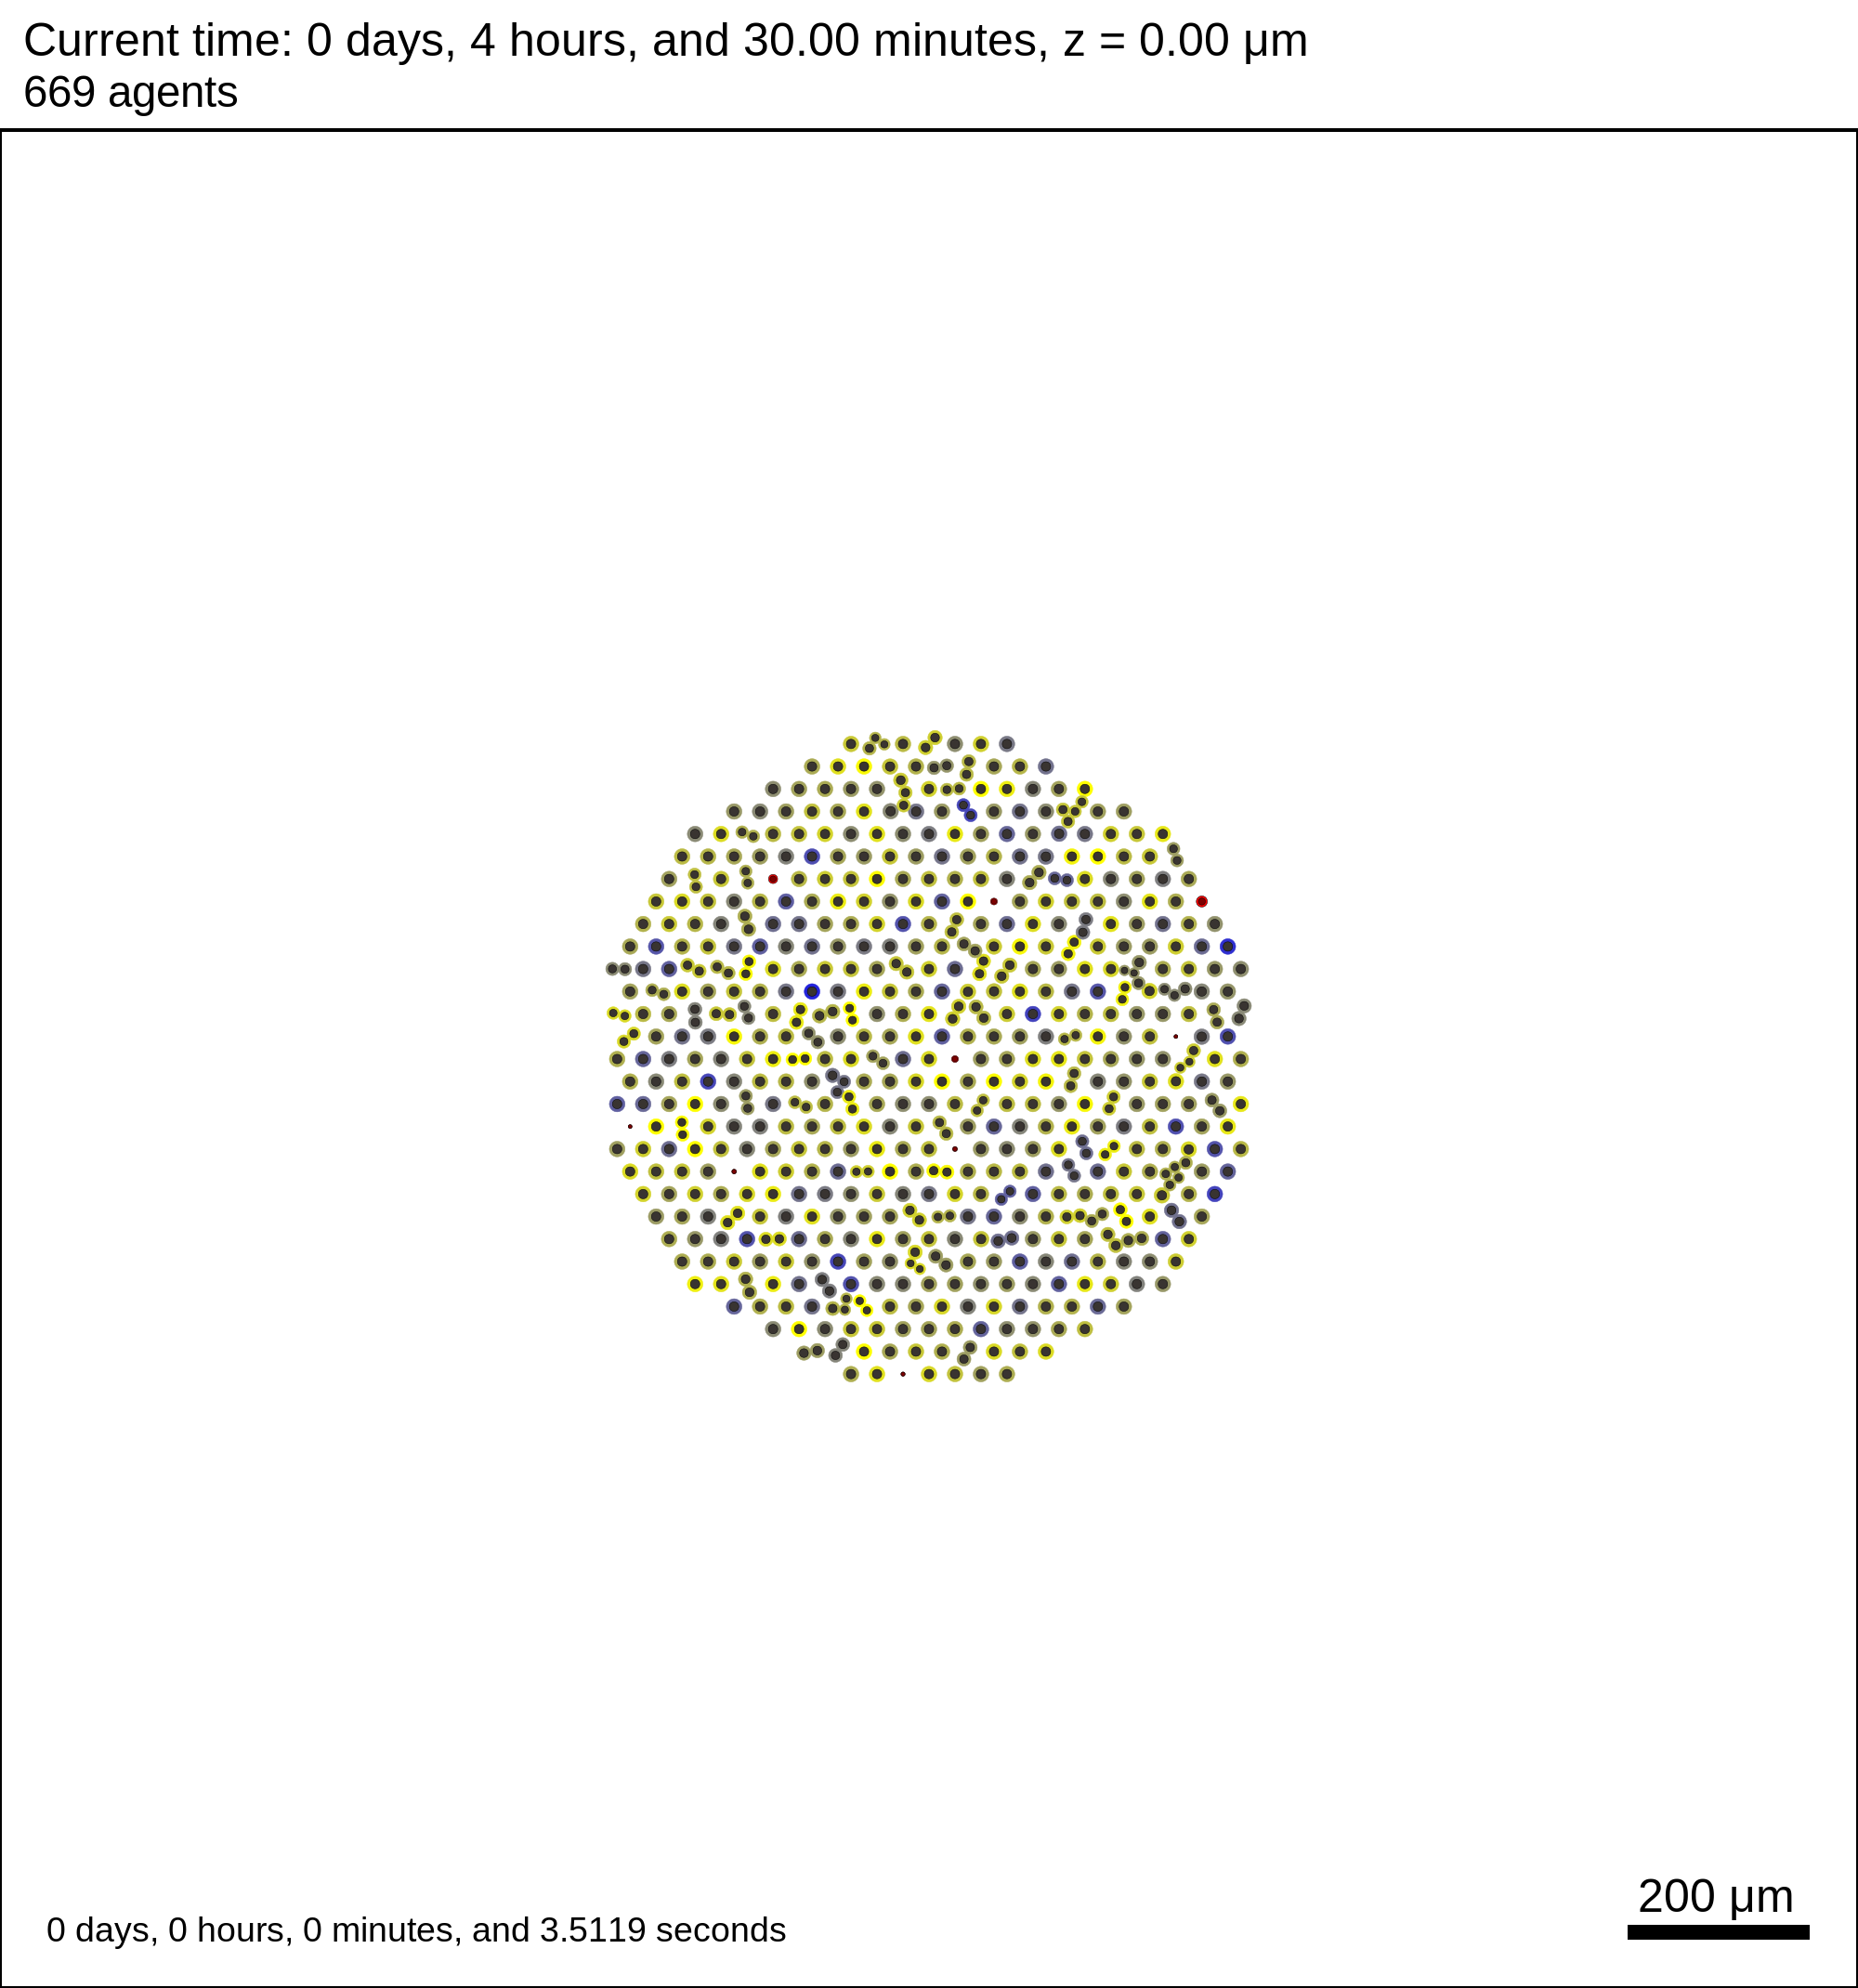 Current time: 0 days, 4 hours, and 30.00 minutes, z = 0.00 μm
669 agents
200 μm
0 days, 0 hours, 0 minutes, and 3.5119 seconds